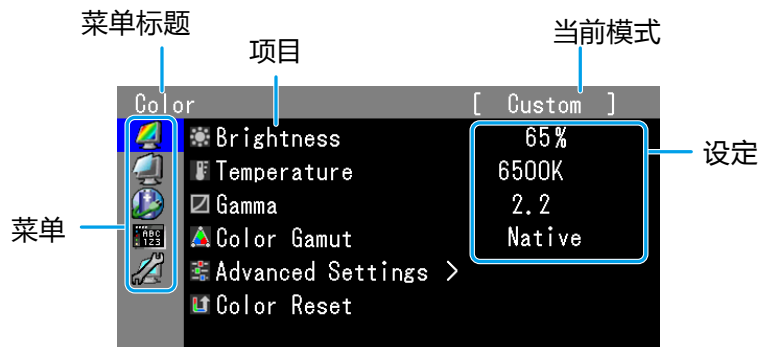 菜单标题
项目
当前模式
Color [ Custom ]
Brightness 65%
Temperature 6500K
Gamma 2.2
Color Gamut Native
Advanced Settings >
Color Reset
设定
菜单
ABC
123